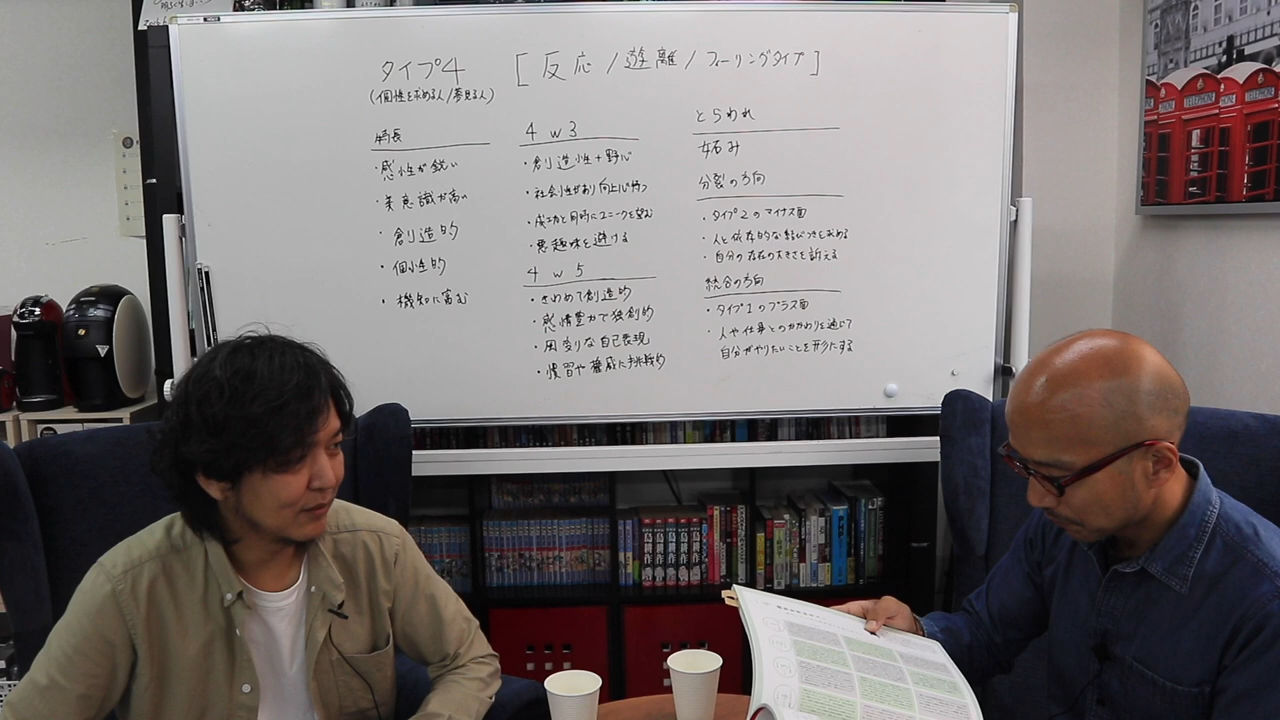 タイプ4 [反応/遊離/フィーリングタイプ]
(個性を求める人/夢見る人)
特長
・感性が鋭い
・美意識が高い
・創造的
・個性的
・機知に富む
4w3
・創造性+野心
・社会性があり向上心持つ
・成功と同時にユニークを望む
・悪趣味を避ける
4w5
・きわめて創造的
・感情豊かで独創的
・風変りな自己表現
・慣習や権威に挑戦的
とらわれ
妬み
分裂の方向
・タイプ2のマイナス面
・人と依存的な結びつきを求める
・自分の存在の大きさを訴える
統合の方向
・タイプ1のプラス面
・人や仕事とのかかわりを通じて
自分がやりたいことを形にする
TELEPHONE
TELEPHONE